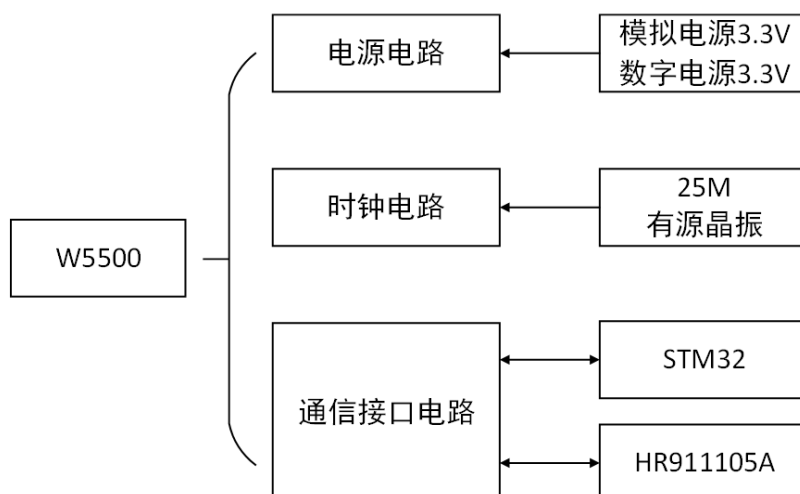 电源电路
模拟电源3.3V
数字电源3.3V
时钟电路
25M
有源晶振
W5500
通信接口电路
STM32
HR911105A